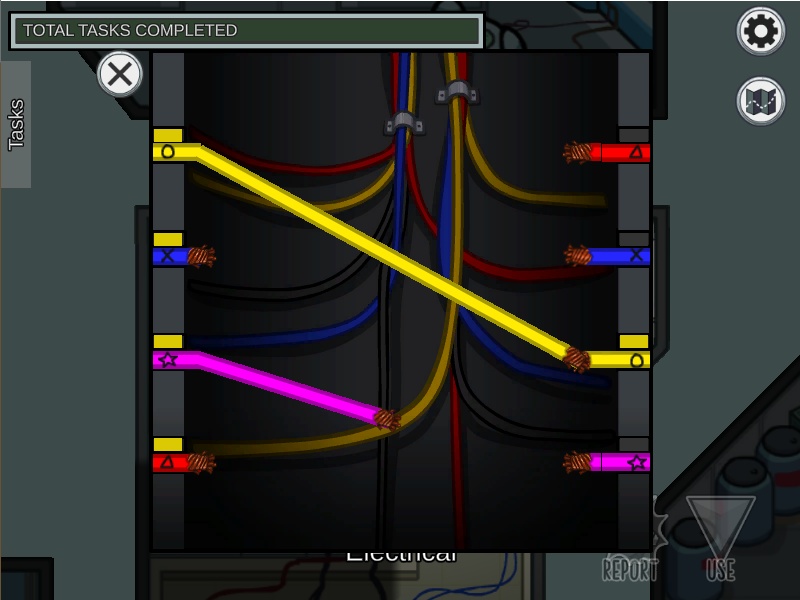 TOTAL TASKS COMPLETED
Tasks
Electrical
REPORT
USE